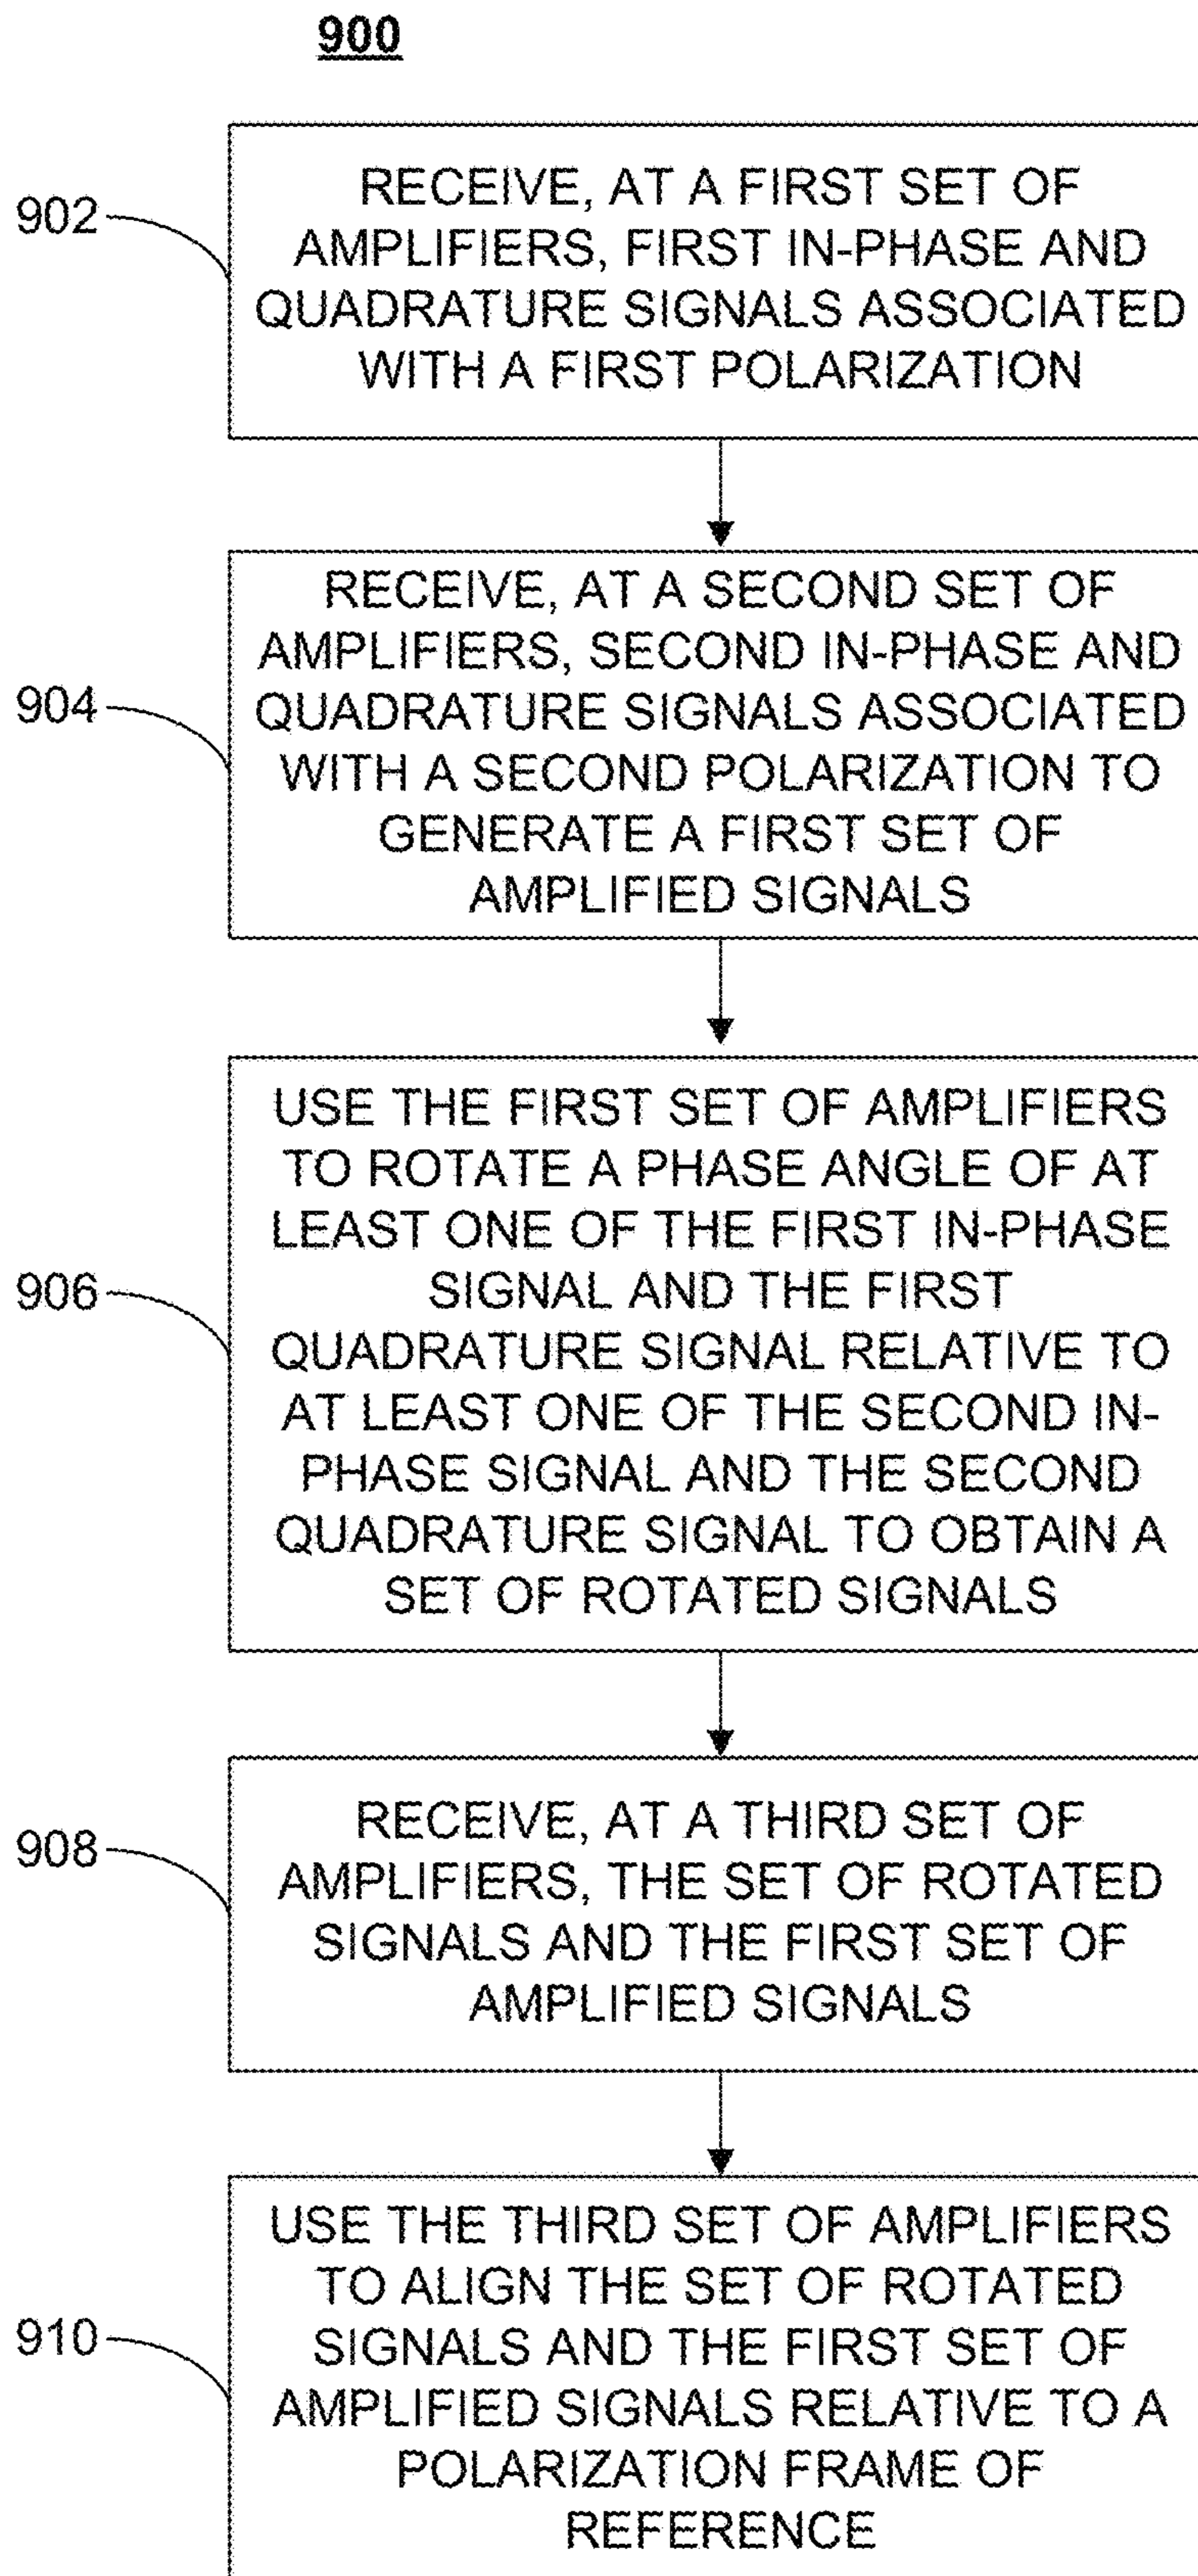 900
902
RECEIVE, AT A FIRST SET OF
AMPLIFIERS, FIRST IN-PHASE AND
QUADRATURE SIGNALS ASSOCIATED
WITH A FIRST POLARIZATION
904
RECEIVE, AT A SECOND SET OF
AMPLIFIERS, SECOND IN-PHASE AND
QUADRATURE SIGNALS ASSOCIATED
WITH A SECOND POLARIZATION TO
GENERATE A FIRST SET OF
AMPLIFIED SIGNALS
906
USE THE FIRST SET OF AMPLIFIERS
TO ROTATE A PHASE ANGLE OF AT
LEAST ONE OF THE FIRST IN-PHASE
SIGNAL AND THE FIRST
QUADRATURE SIGNAL RELATIVE TO
AT LEAST ONE OF THE SECOND IN-
PHASE SIGNAL AND THE SECOND
QUADRATURE SIGNAL TO OBTAIN A
SET OF ROTATED SIGNALS
908
RECEIVE, AT A THIRD SET OF
AMPLIFIERS, THE SET OF ROTATED
SIGNALS AND THE FIRST SET OF
AMPLIFIED SIGNALS
910
USE THE THIRD SET OF AMPLIFIERS
TO ALIGN THE SET OF ROTATED
SIGNALS AND THE FIRST SET OF
AMPLIFIED SIGNALS RELATIVE TO A
POLARIZATION FRAME OF
REFERENCE